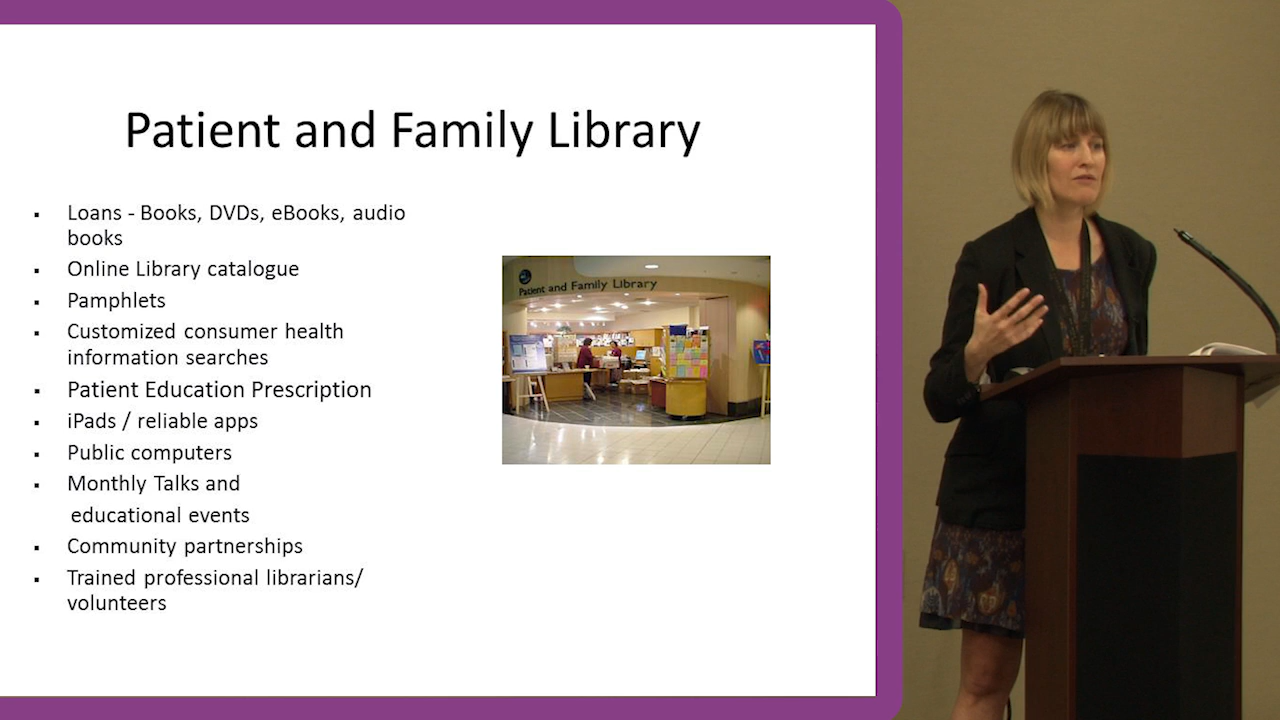 Patient and Family Library
▪ Loans - Books, DVDs, eBooks, audio
books
▪ Online Library catalogue
▪ Pamphlets
▪ Customized consumer health
information searches
▪ Patient Education Prescription
▪ iPads / reliable apps
▪ Public computers
▪ Monthly Talks and
educational events
▪ Community partnerships
▪ Trained professional librarians/
volunteers
Patient and Family Library